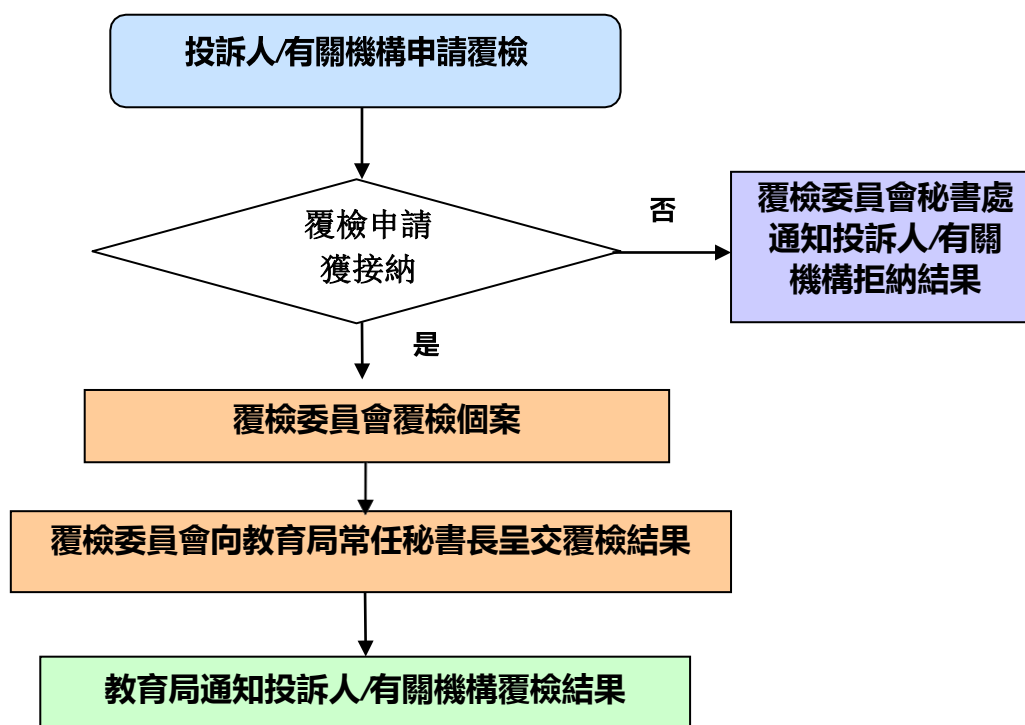 投訴人/有關機構申請覆檢
覆檢申請
獲接納
否
覆檢委員會秘書處
通知投訴人/有關
機構拒納結果
是
覆檢委員會覆檢個案
覆檢委員會向教育局常任秘書長呈交覆檢結果
教育局通知投訴人/有關機構覆檢結果